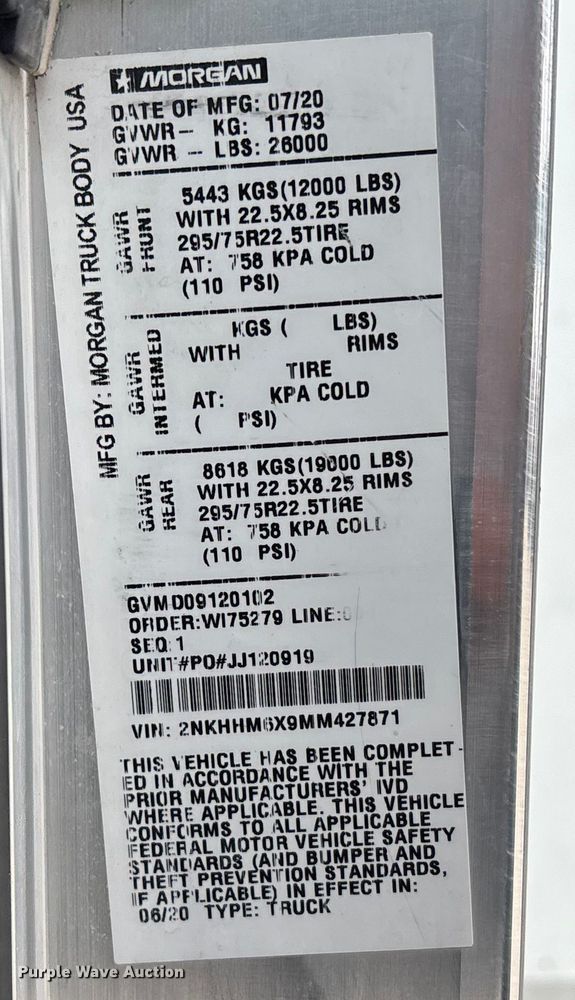 MORGAN
MFG BY: MORGAN TRUCK BODY USA
DATE OF MFG: 07/20
GVWR-- KG: 11793
GVWR -- LBS: 26000
GAWR
FRUNT
5443 KGS(12000 LBS)
WITH 22.5X8.25 RIMS
295/75R22.5TIRE
AT: 758 KPA COLD
(110 PSI)
GAWR
INTERMED
KGS ( LBS)
WITH RIMS
TIRE
AT: KPA COLD
( PSI)
GAWR
REAR
8618 KGS(19000 LBS)
WITH 22.5X8.25 RIMS
295/75R22.5TIRE
AT: 758 KPA COLD
(110 PSI)
GVM-D09120102
ORDER:WI75279 LINE:
SEQ:1
UNIT#PO#JJ120919
VIN: 2NKHHM6X9MM427871
THIS VEHICLE HAS BEEN COMPLET-
ED IN ACCORDANCE WITH THE
PRIOR MANUFACTURERS' IVD
WHERE APPLICABLE. THIS VEHICLE
CONFORMS TO ALL APPLICABLE
FEDERAL MOTOR VEHICLE SAFETY
STANDARDS (AND BUMPER AND
THEFT PREVENTION STANDARDS,
IF APPLICABLE) IN EFFECT IN:
06/20 TYPE: TRUCK
Purple Wave Auction